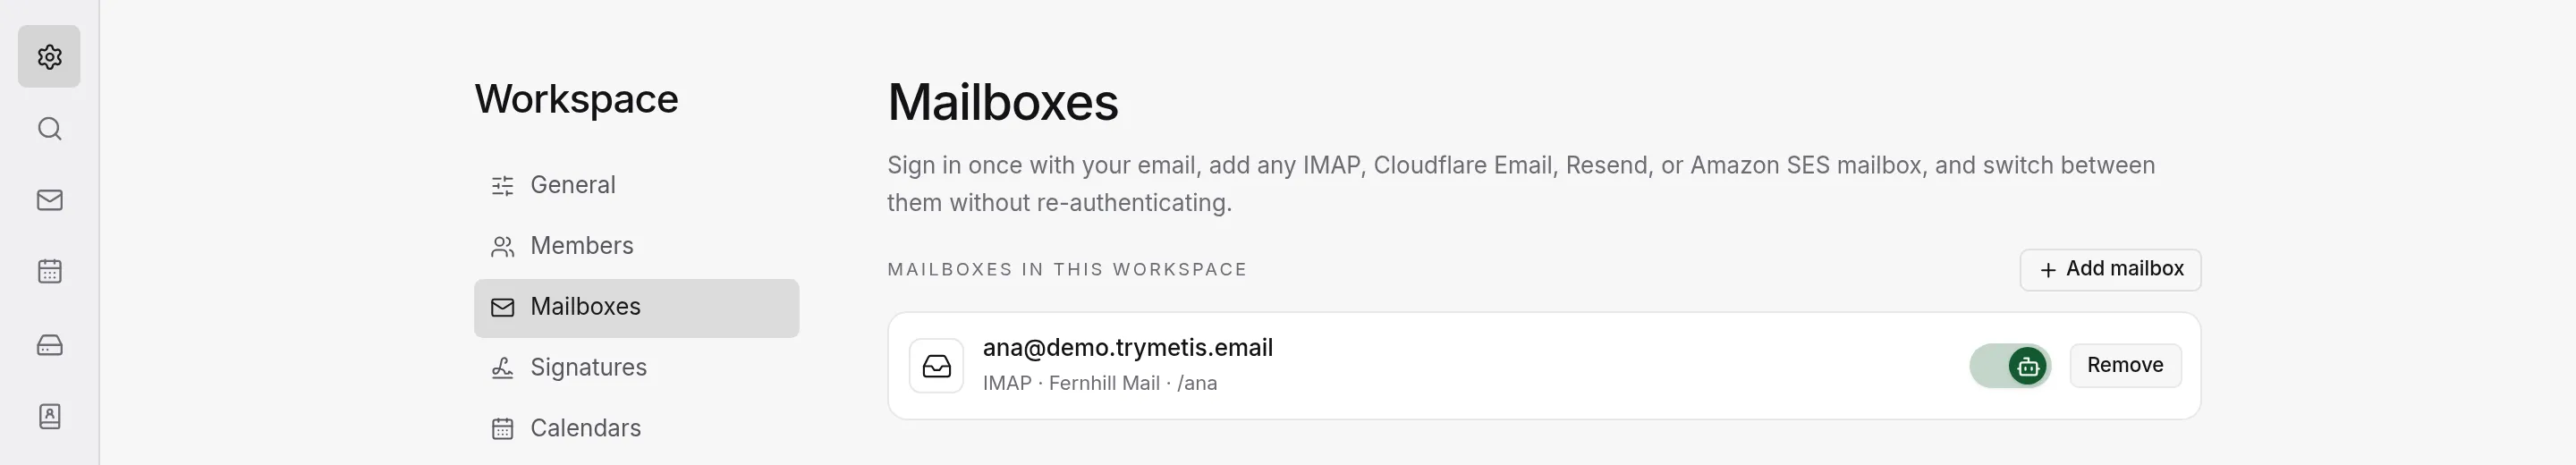 Workspace
General
Members
Mailboxes
Signatures
Calendars
Mailboxes
Sign in once with your email, add any IMAP, Cloudflare Email, Resend, or Amazon SES mailbox, and switch between
them without re-authenticating.
MAILBOXES IN THIS WORKSPACE
Add mailbox
ana@demo.trymetis.email
IMAP · Fernhill Mail · /ana
Remove